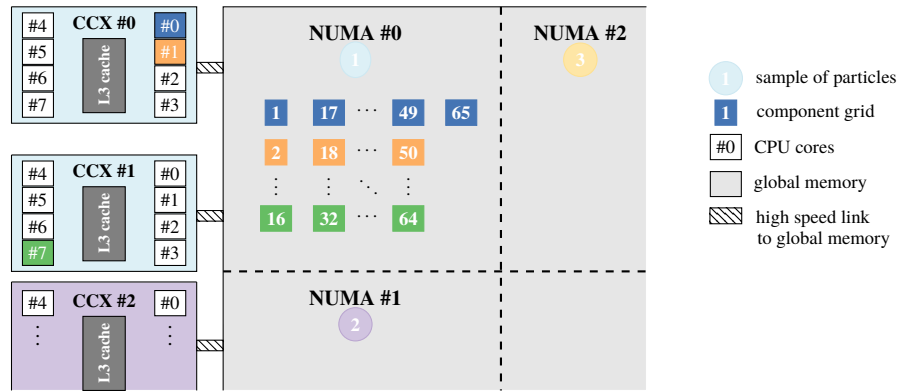 CCX #0
#4
#5
#6
#7
L3 cache
#0
#1
#2
#3
CCX #1
#4
#5
#6
#7
L3 cache
#0
#1
#2
#3
CCX #2
#4
⋮
L3 cache
#0
⋮
NUMA #0
1
1 17 ⋯ 49 65
2 18 ⋯ 50
⋮ ⋮ ⋱ ⋮
16 32 ⋯ 64
NUMA #2
3
NUMA #1
2
1 sample of particles
1 component grid
#0 CPU cores
global memory
high speed link
to global memory